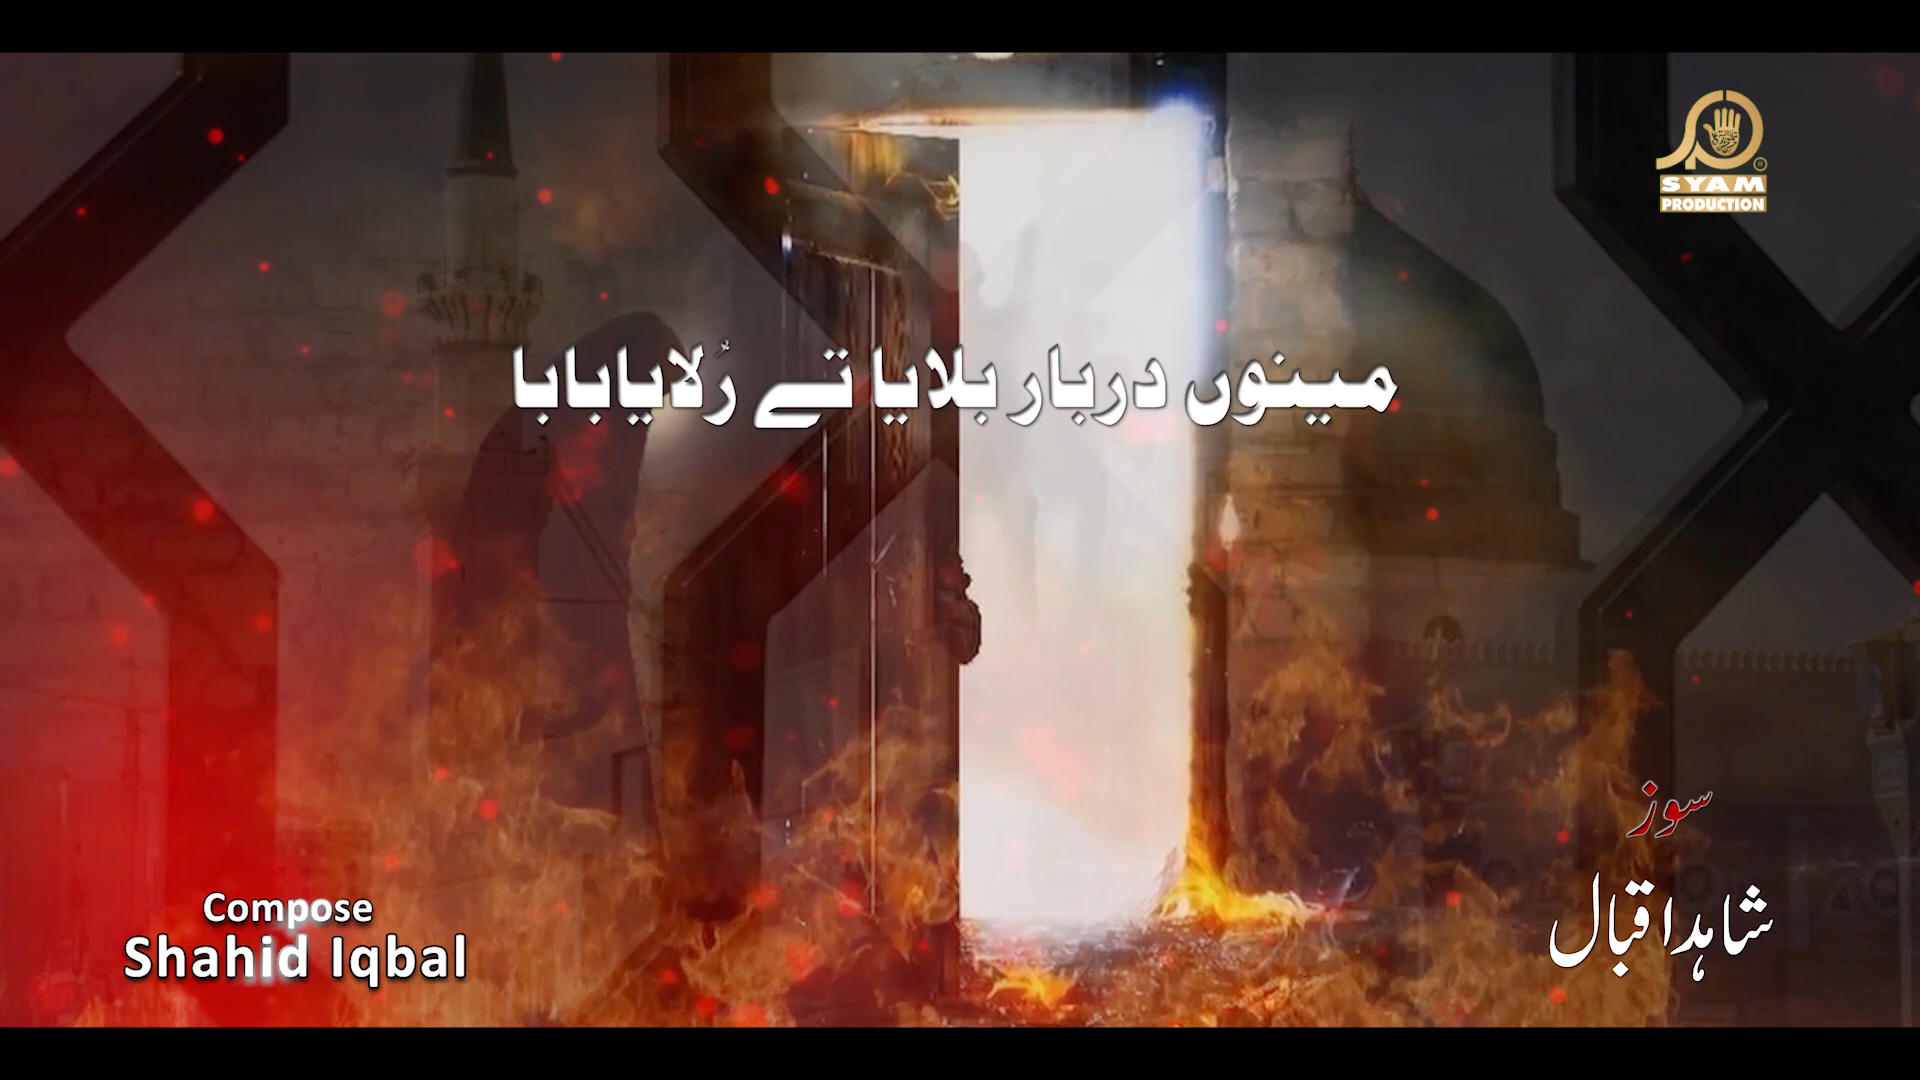 SYAM
PRODUCTION
مینوں دربار بلایا تے رُلایا بابا
سوز
شاہد اقبال
Compose
Shahid Iqbal